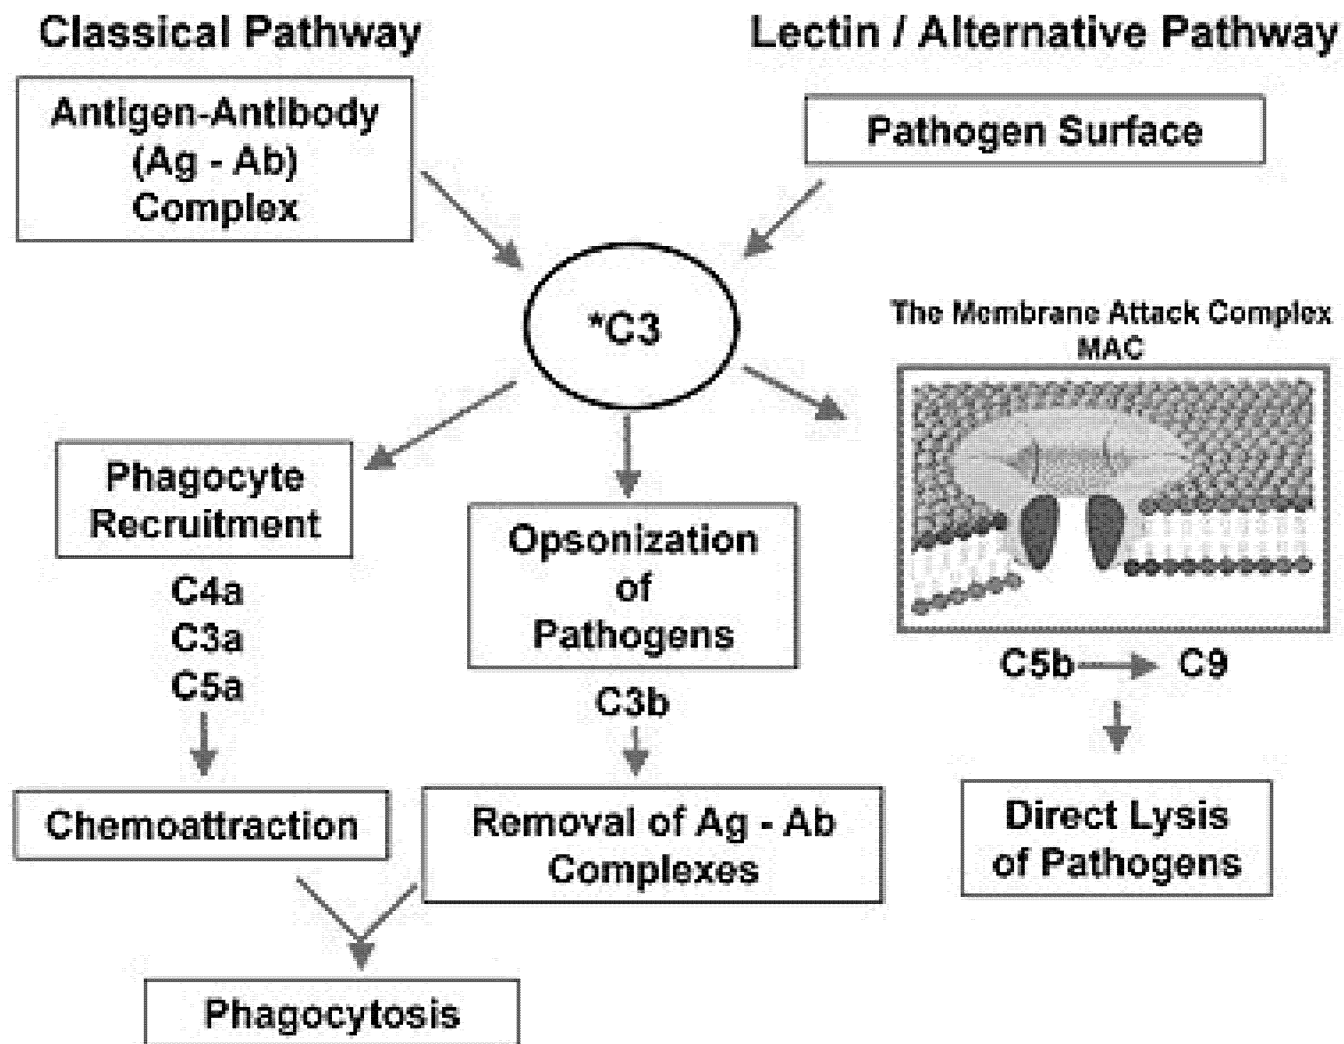 Classical Pathway
Lectin / Alternative Pathway
Antigen-Antibody
(Ag - Ab)
Complex
Pathogen Surface
*C3
The Membrane Attack Complex
MAC
Phagocyte
Recruitment
C4a
C3a
C5a
Opsonization
of
Pathogens
C3b
C5b C9
Chemoattraction
Removal of Ag - Ab
Complexes
Direct Lysis
of Pathogens
Phagocytosis